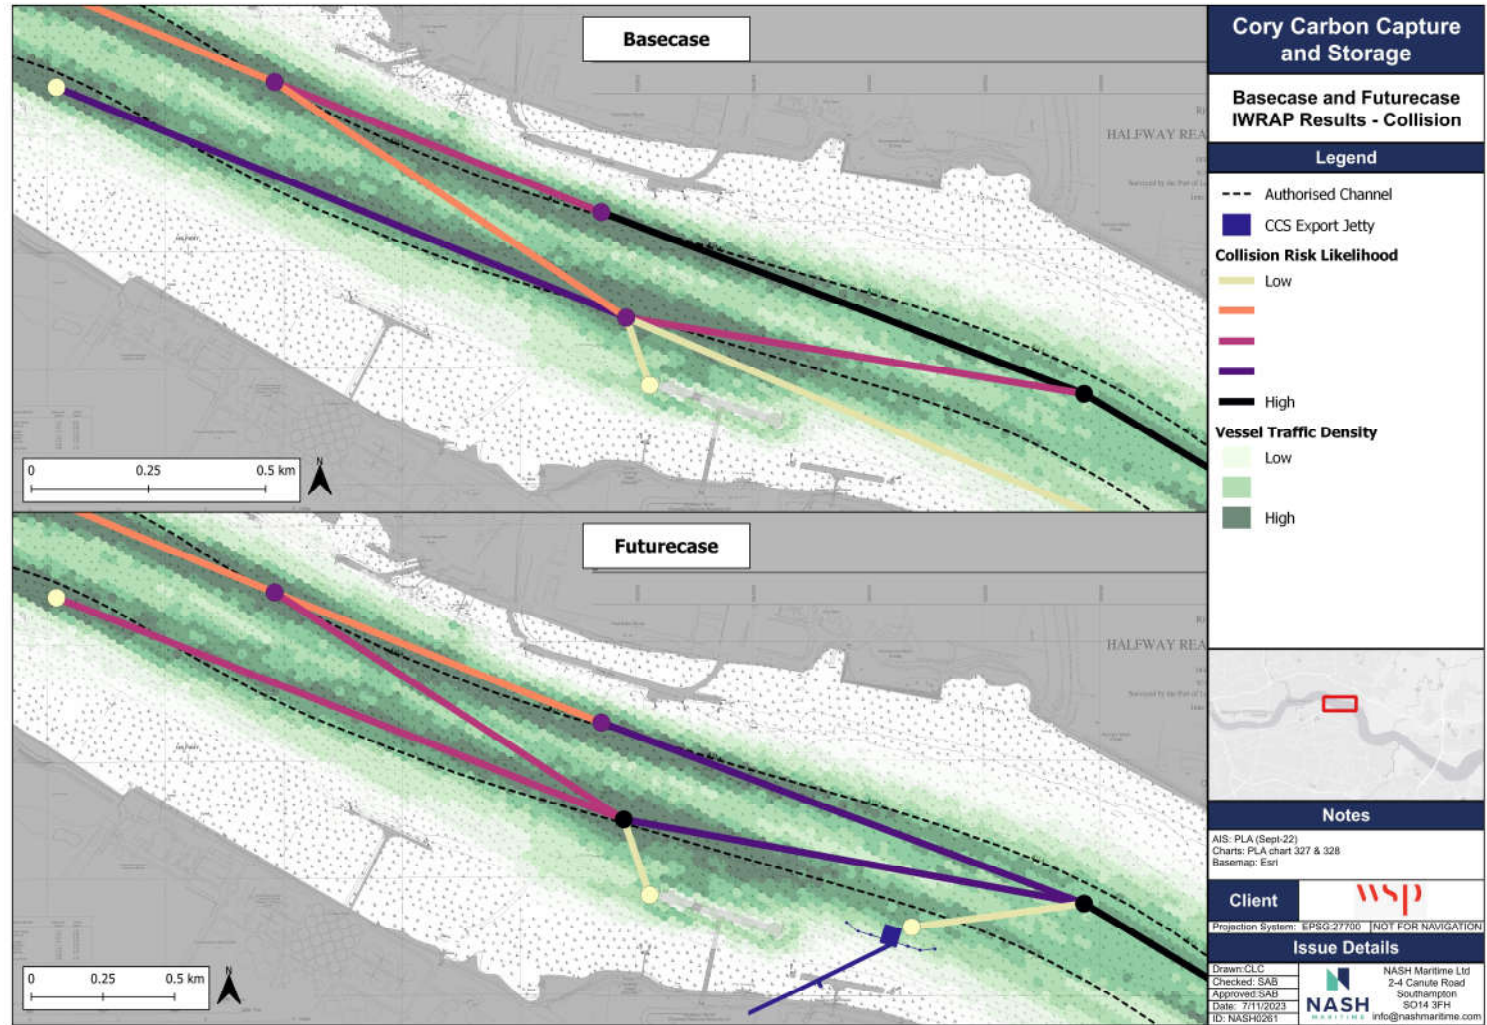 Basecase
0
0.25
0.5 km
N
HALFWAY REA
Futurecase
0
0.25
0.5 km
N
HALFWAY REA
Cory Carbon Capture
and Storage
Basecase and Futurecase
IWRAP Results - Collision
Legend
Authorised Channel
CCS Export Jetty
Collision Risk Likelihood
Low
High
Vessel Traffic Density
Low
High
Notes
AIS: PLA (Sept-22)
Charts: PLA chart 327 & 328
Basemap: Esri
Client
wsp
Projection System: EPSG:27700
NOT FOR NAVIGATION
Issue Details
Drawn:CLC
Checked: SAB
Approved:SAB
Date: 7/11/2023
ID: NASH0261
NASH
MARITIME
NASH Maritime Ltd
2-4 Canute Road
Southampton
SO14 3FH
info@nashmaritime.com